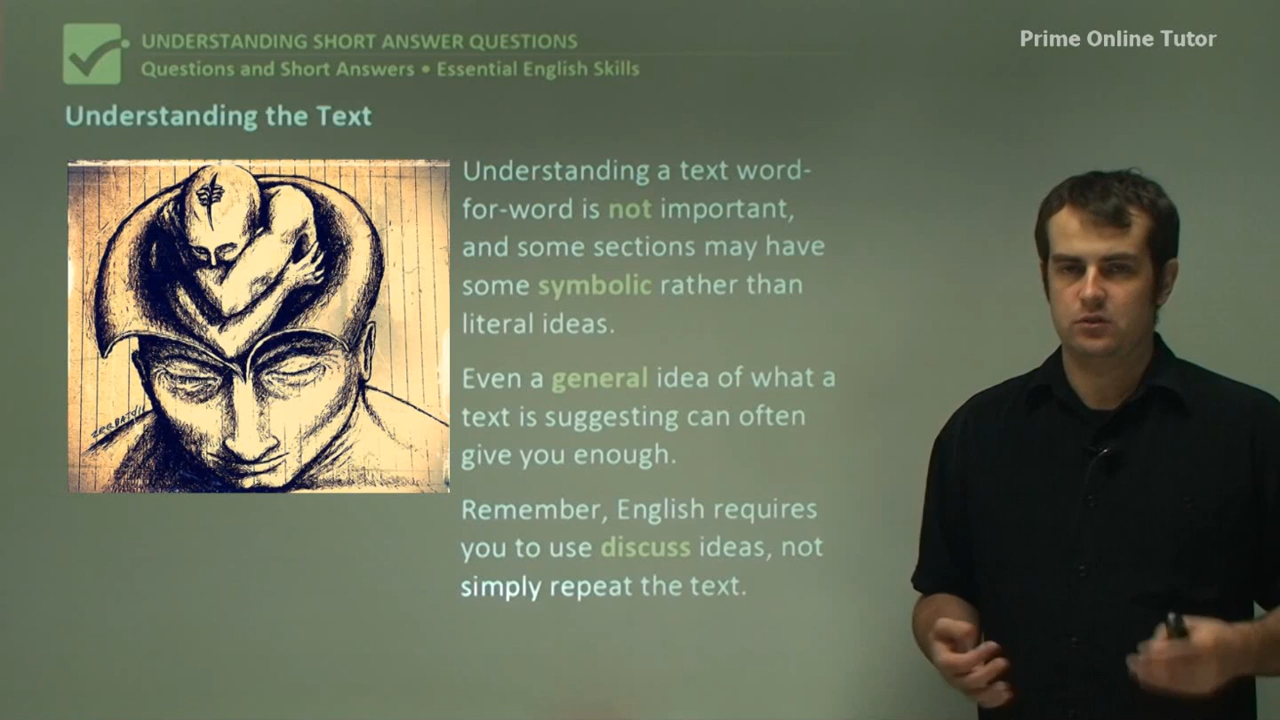 UNDERSTANDING SHORT ANSWER QUESTIONS
Prime Online Tutor
Questions and Short Answers • Essential English Skills
Understanding the Text
Understanding a text word-
for-word is not important,
and some sections may have
some symbolic rather than
literal ideas.
Even a general idea of what a
text is suggesting can often
give you enough.
Remember, English requires
you to use discuss ideas, not
simply repeat the text.